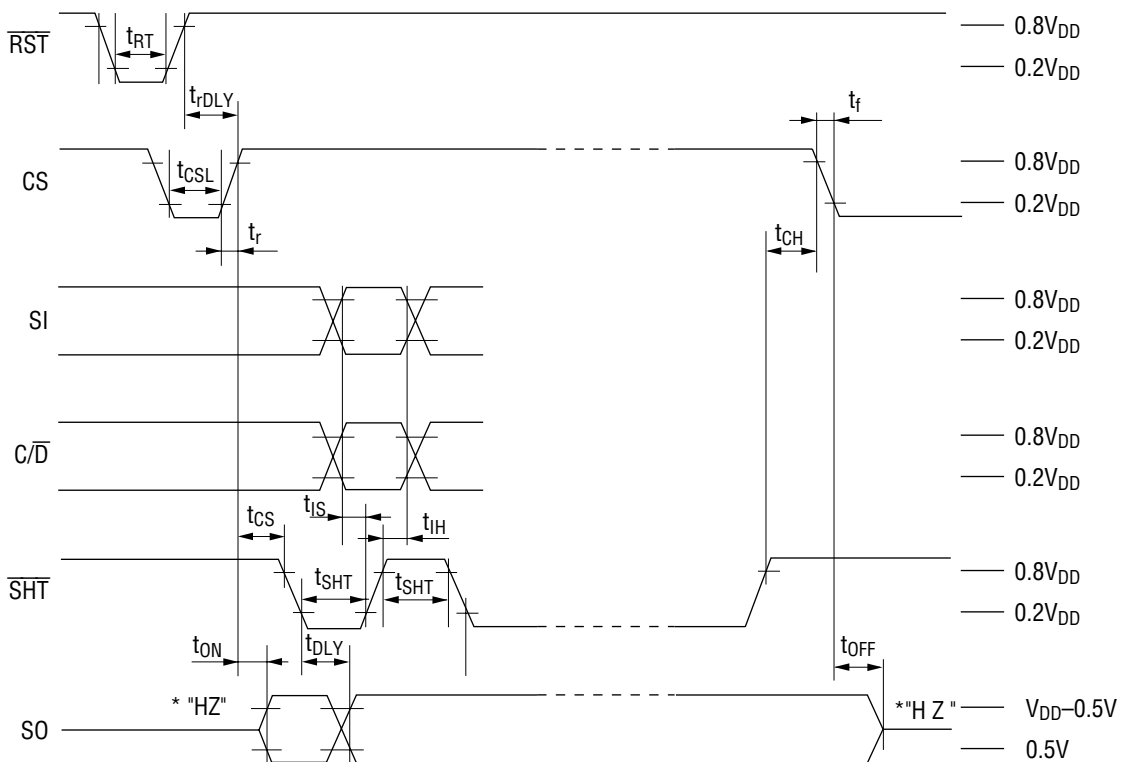 R̅S̅T̅
tRT
0.8VDD
0.2VDD
trDLY
tf
CS
tCSL
0.8VDD
0.2VDD
tr
tCH
SI
0.8VDD
0.2VDD
C/D̅
0.8VDD
0.2VDD
tIS
tCS
tIH
S̅H̅T̅
tSHT
tSHT
0.8VDD
0.2VDD
tON
tDLY
tOFF
* "HZ"
*"H Z "
VDD–0.5V
SO
0.5V